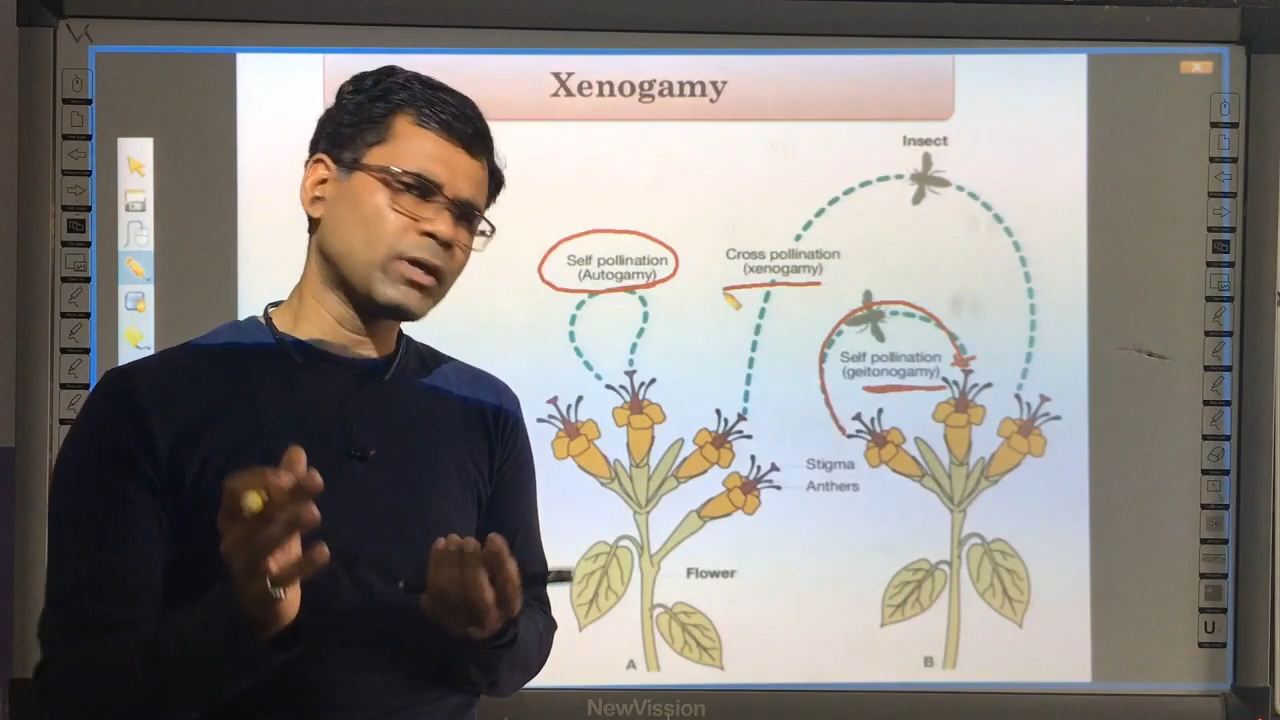 Xenogamy
Insect
Self pollination
(Autogamy)
Cross pollination
(xenogamy)
Self pollination
(geitonogamy)
Stigma
Anthers
Flower
A
B
NewVission